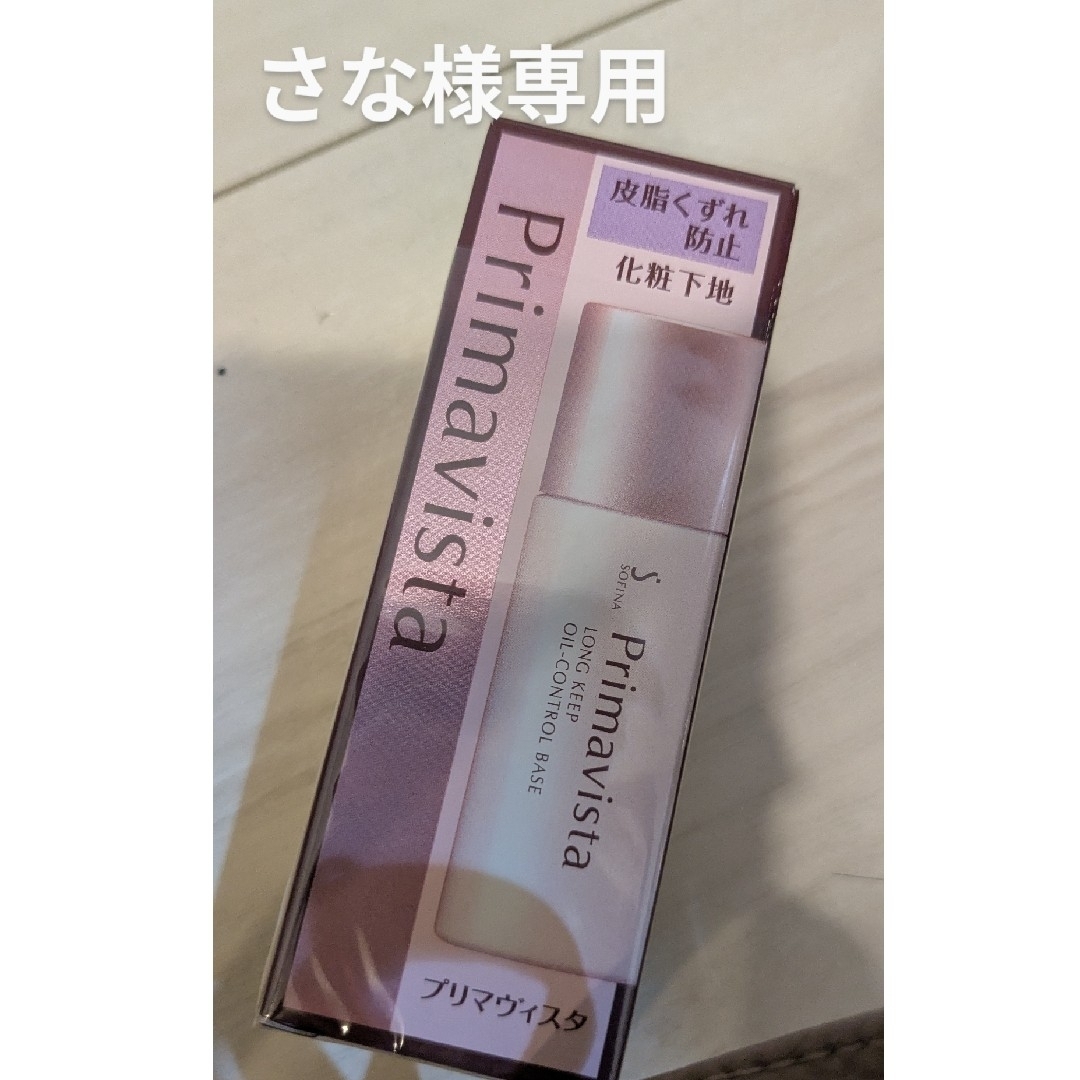 さな様専用
皮脂くずれ
防止
化粧下地
Primavista
S
SOFINA
Primavista
LONG KEEP
OIL-CONTROL BASE
プリマヴィスタ